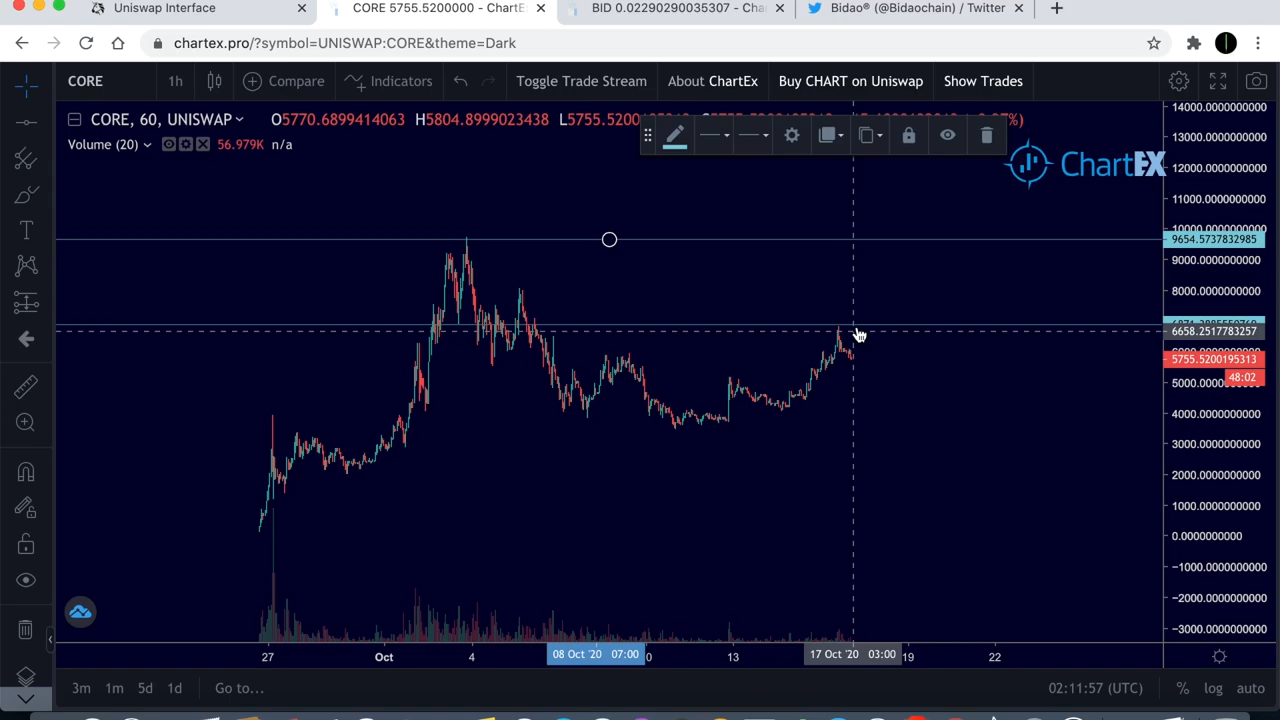 Uniswap Interface
CORE 5755.5200000 - ChartE
BID 0.02290290035307 - Cha
Bidao® (@Bidaochain) / Twitter
chartex.pro/?symbol=UNISWAP:CORE&theme=Dark
CORE 1h Compare Indicators Toggle Trade Stream About ChartEx Buy CHART on Uniswap Show Trades
CORE, 60, UNISWAP O5770.6899414063 H5804.8999023438 L5755.5200
Volume (20) 56.979K n/a
ChartEX
14000.0000000000
13000.0000000000
12000.0000000000
11000.0000000000
10000.0000000000
9654.5737832985
9000.0000000000
8000.0000000000
6658.2517783257
5755.5200195313
48:02
5000.00
4000.0000000000
3000.0000000000
2000.0000000000
1000.0000000000
0.0000000000
−1000.0000000000
−2000.0000000000
−3000.0000000000
27 Oct 4 08 Oct '20 07:00 0 13 17 Oct '20 03:00 19 22
3m 1m 5d 1d Go to... 02:11:57 (UTC) % log auto